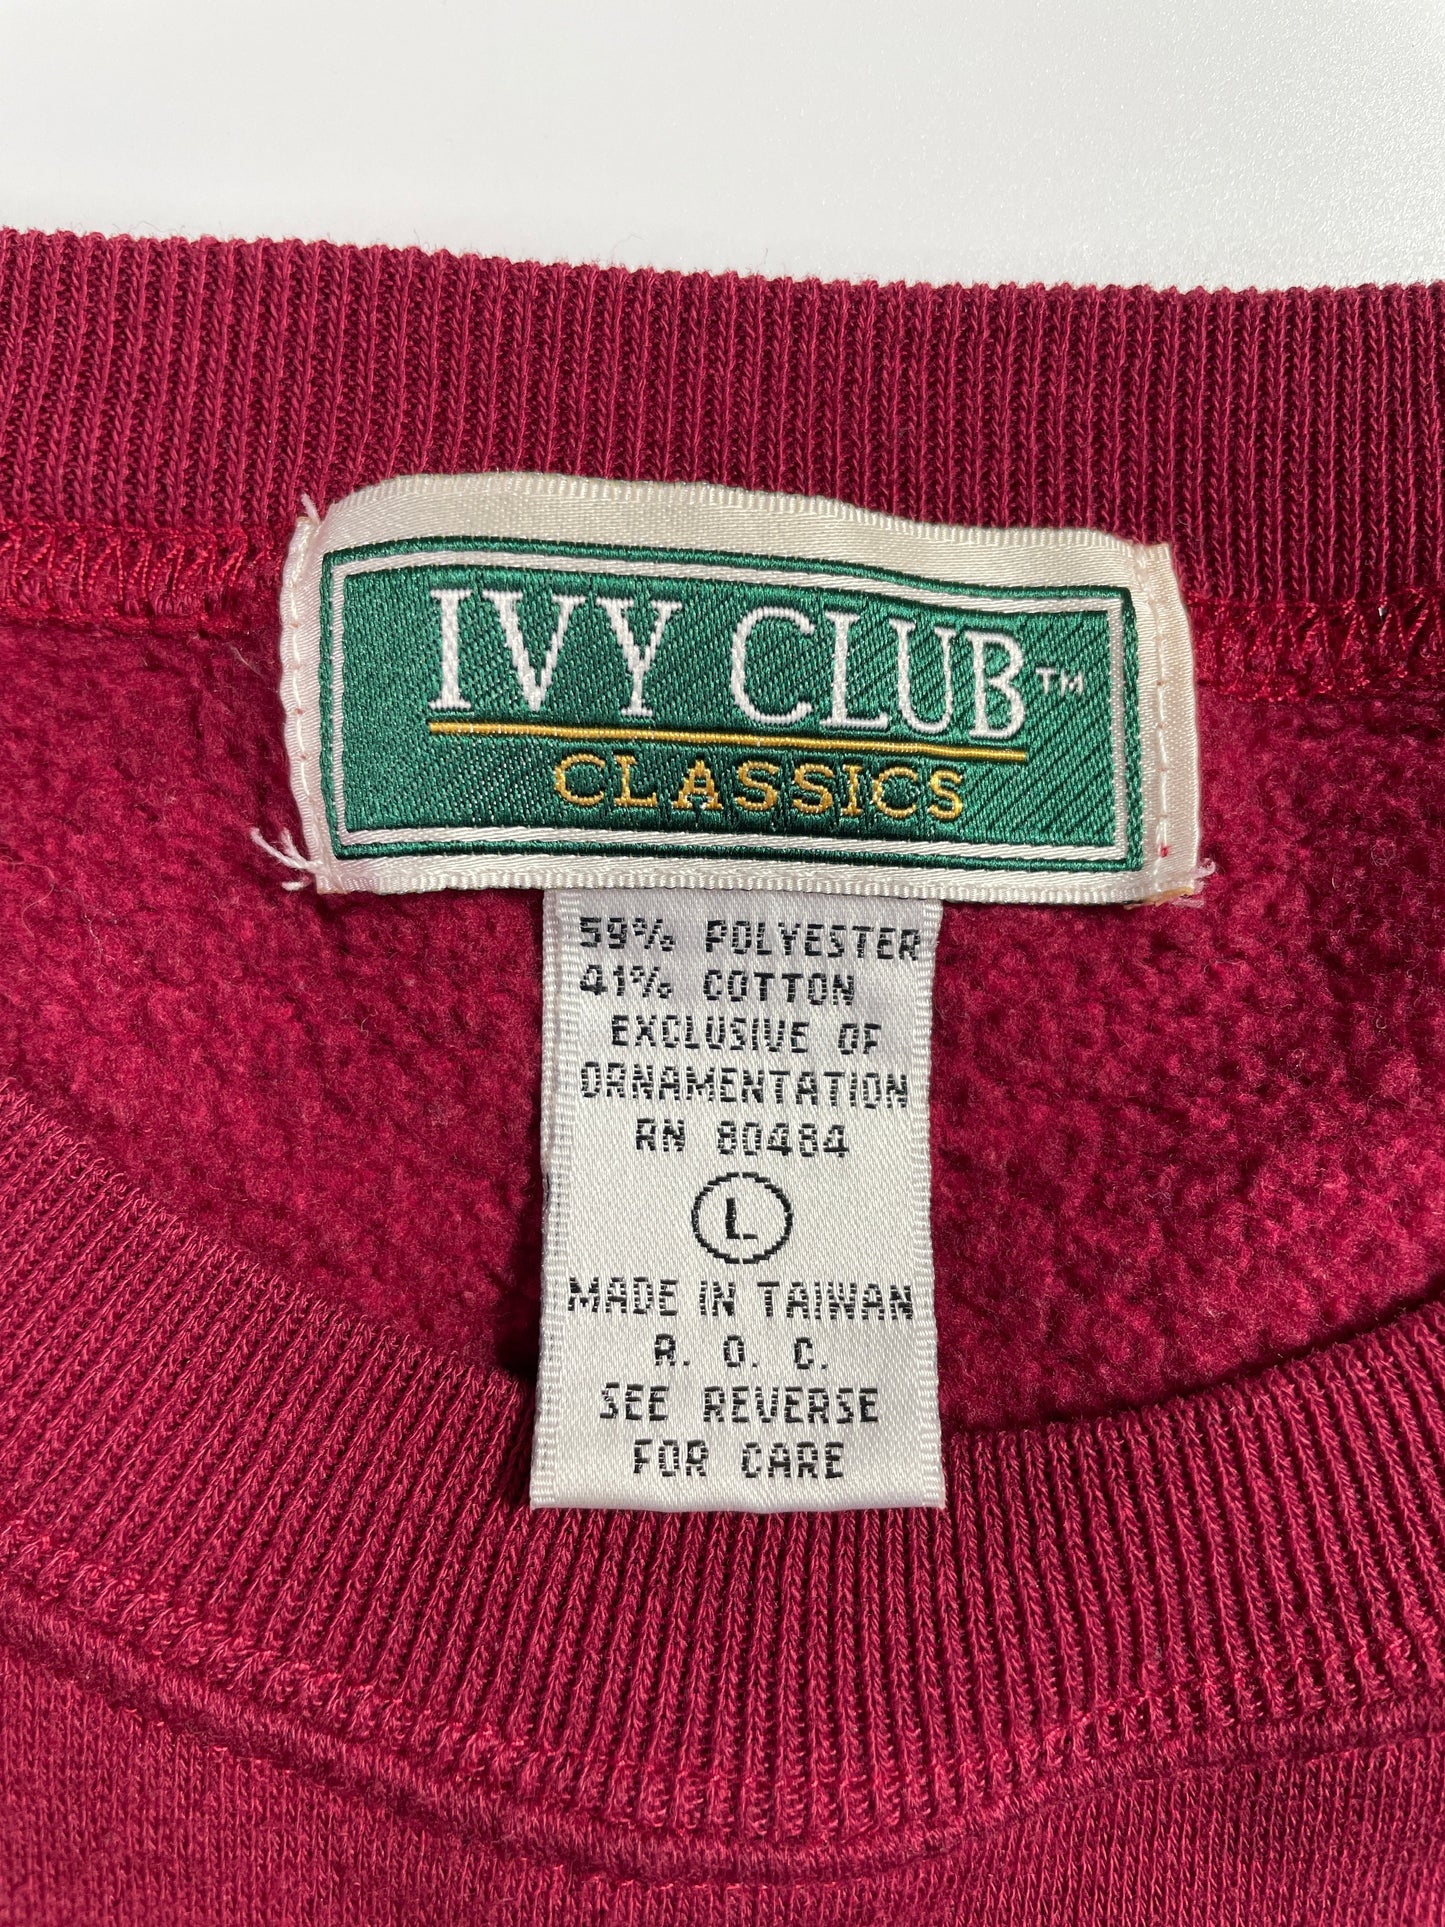 IVY CLUB™
CLASSICS
59% POLYESTER
41% COTTON
EXCLUSIVE OF
ORNAMENTATION
RN 80484
L
MADE IN TAIWAN
R. O. C.
SEE REVERSE
FOR CARE